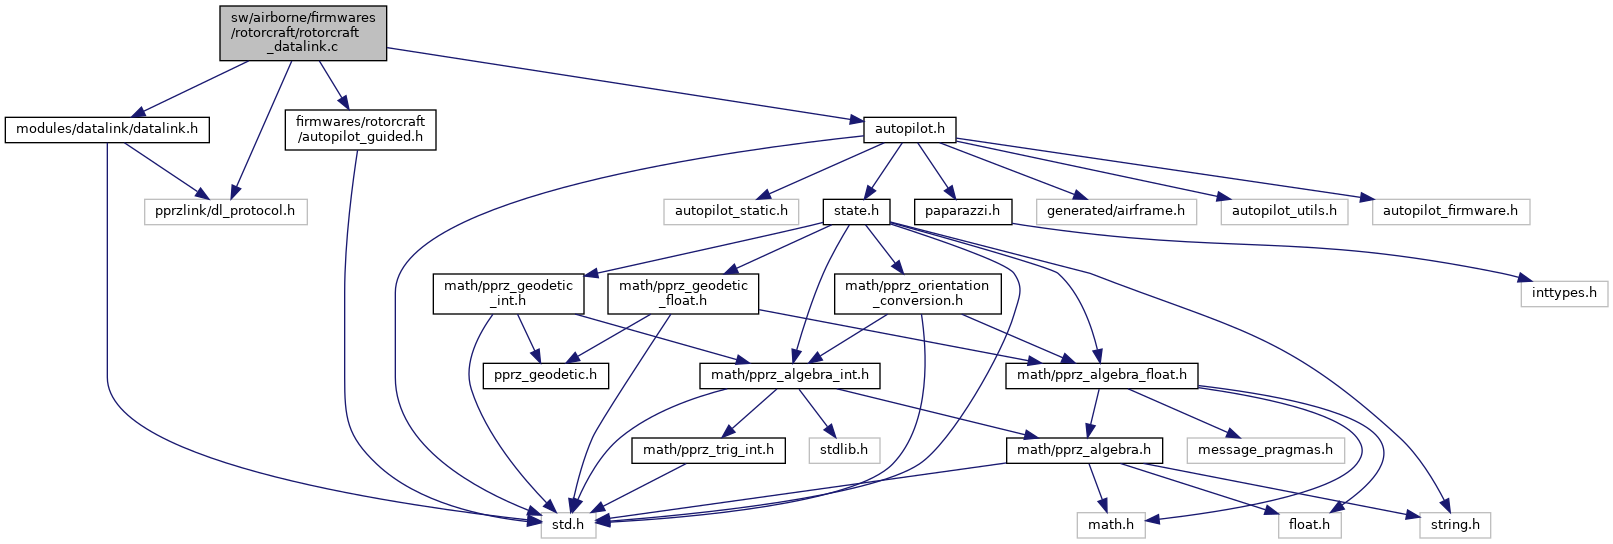 sw/airborne/firmwares
/rotorcraft/rotorcraft
_datalink.c
modules/datalink/datalink.h
firmwares/rotorcraft
/autopilot_guided.h
autopilot.h
pprzlink/dl_protocol.h
autopilot_static.h
state.h
paparazzi.h
generated/airframe.h
autopilot_utils.h
autopilot_firmware.h
math/pprz_geodetic
_int.h
math/pprz_geodetic
_float.h
math/pprz_orientation
_conversion.h
inttypes.h
pprz_geodetic.h
math/pprz_algebra_int.h
math/pprz_algebra_float.h
math/pprz_trig_int.h
stdlib.h
math/pprz_algebra.h
message_pragmas.h
std.h
math.h
float.h
string.h